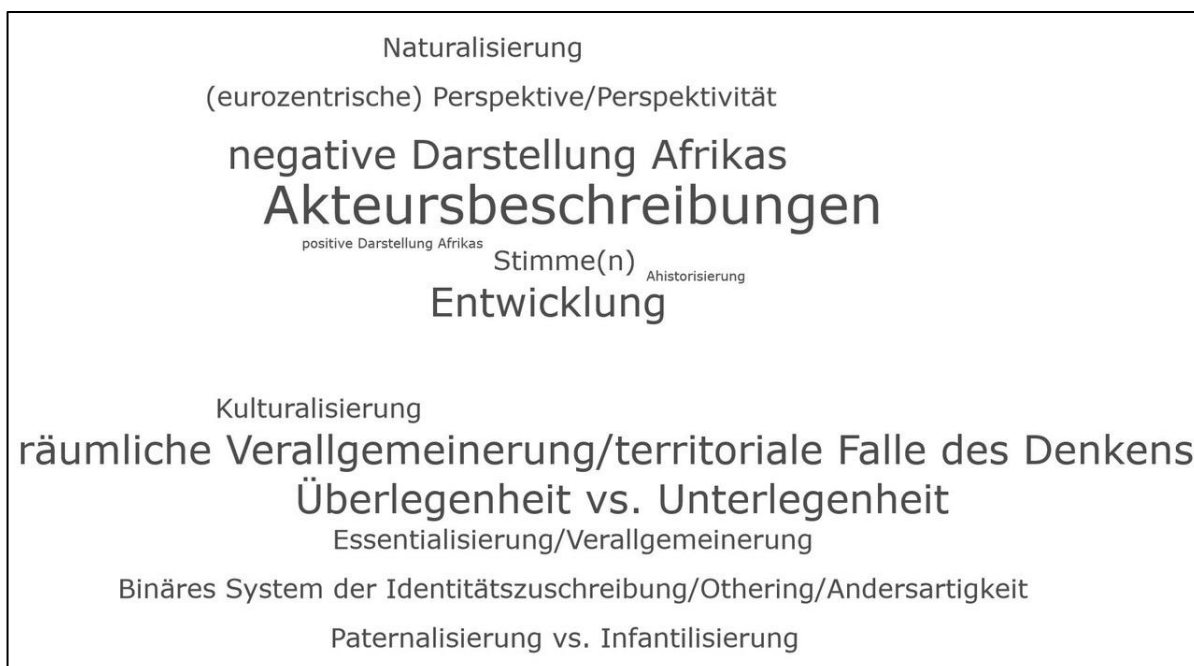 Naturalisierung
(eurozentrische) Perspektive/Perspektivität
negative Darstellung Afrikas
Akteursbeschreibungen
positive Darstellung Afrikas
Stimme(n)
Ahistorisierung
Entwicklung
Kulturalisierung
räumliche Verallgemeinerung/territoriale Falle des Denkens
Überlegenheit vs. Unterlegenheit
Essentialisierung/Verallgemeinerung
Binäres System der Identitätszuschreibung/Othering/Andersartigkeit
Paternalisierung vs. Infantilisierung